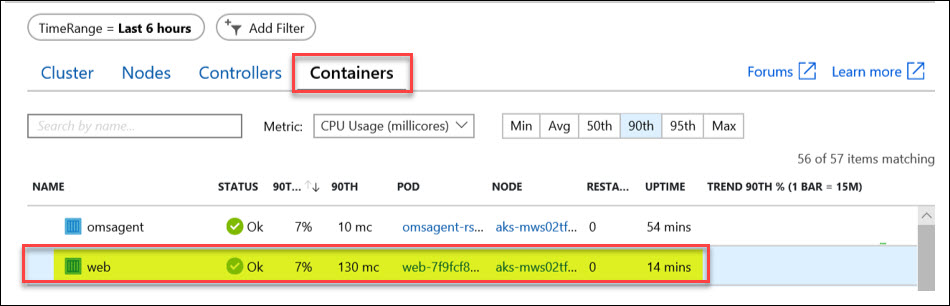 TimeRange = Last 6 hours Add Filter
Cluster Nodes Controllers Containers Forums Learn more
Search by name... Metric: CPU Usage (millicores) Min Avg 50th 90th 95th Max
56 of 57 items matching
NAME STATUS 90T... ↑↓ 90TH POD NODE RESTA... UPTIME TREND 90TH % (1 BAR = 15M)
omsagent Ok 7% 10 mc omsagent-rs... aks-mws02tf... 0 54 mins
web Ok 7% 130 mc web-7f9fcf8... aks-mws02tf... 0 14 mins